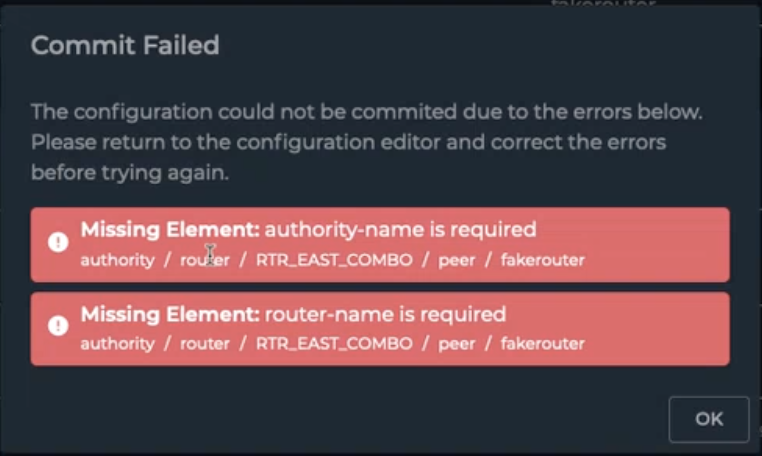 fakerouter
Commit Failed
The configuration could not be commited due to the errors below.
Please return to the configuration editor and correct the errors
before trying again.
Missing Element: authority-name is required
authority / router / RTR_EAST_COMBO / peer / fakerouter
Missing Element: router-name is required
authority / router / RTR_EAST_COMBO / peer / fakerouter
OK